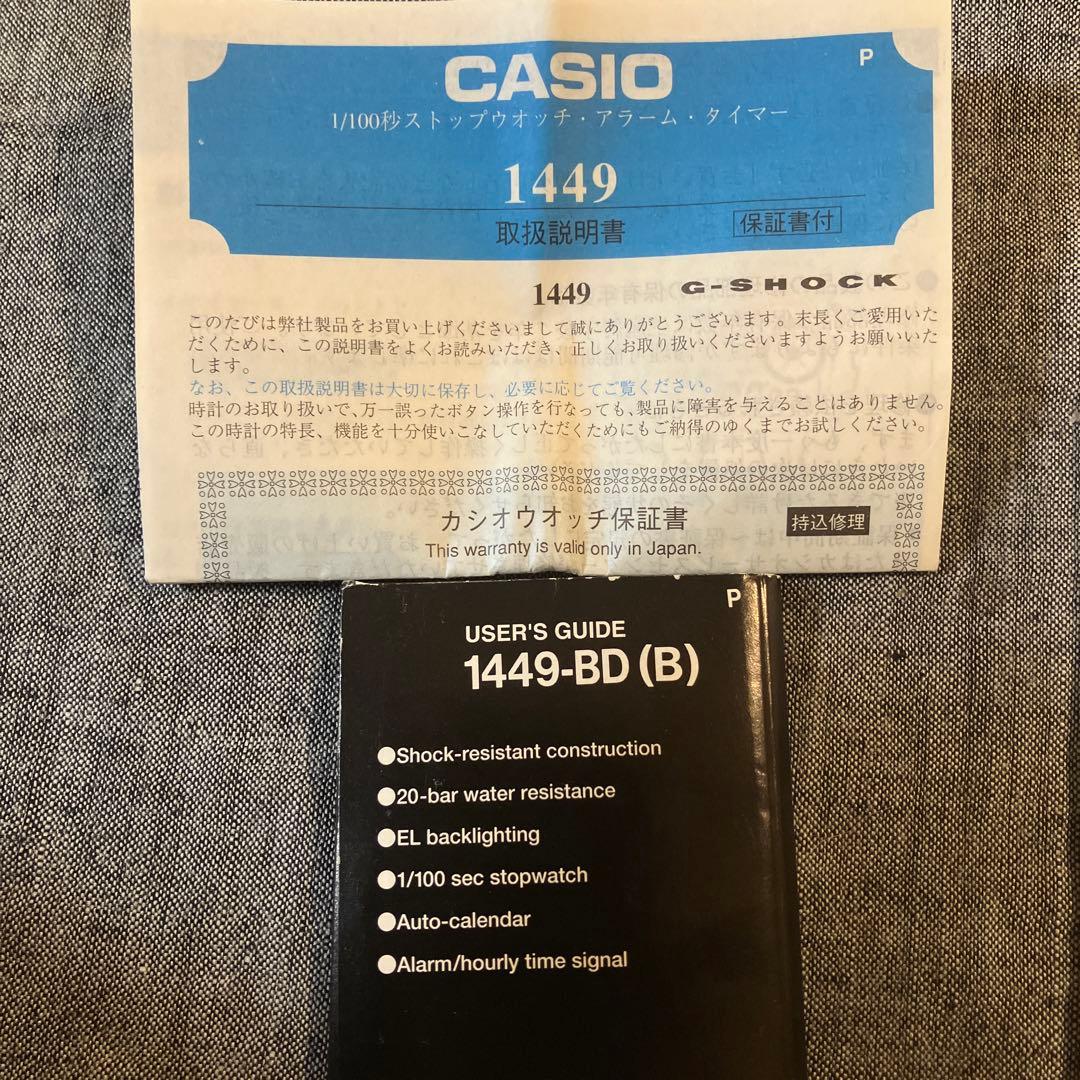 CASIO
P
1/100秒ストップウオッチ・アラーム・タイマー
1449
取扱説明書
保証書付
1449
G-SHOCK
このたびは弊社製品をお買い上げくださいまして誠にありがとうございます。末長くご愛用いた
だくために、この説明書をよくお読みいただき、正しくお取り扱いくださいますようお願いいた
します。
なお、この取扱説明書は大切に保存し、必要に応じてご覧ください。
時計のお取り扱いで、万一誤ったボタン操作を行なっても、製品に障害を与えることはありません。
この時計の特長、機能を十分使いこなしていただくためにもご納得のゆくまでお試しください。
カシオウオッチ保証書
持込修理
This warranty is valid only in Japan.
P
USER'S GUIDE
1449-BD (B)
●Shock-resistant construction
●20-bar water resistance
●EL backlighting
●1/100 sec stopwatch
●Auto-calendar
●Alarm/hourly time signal